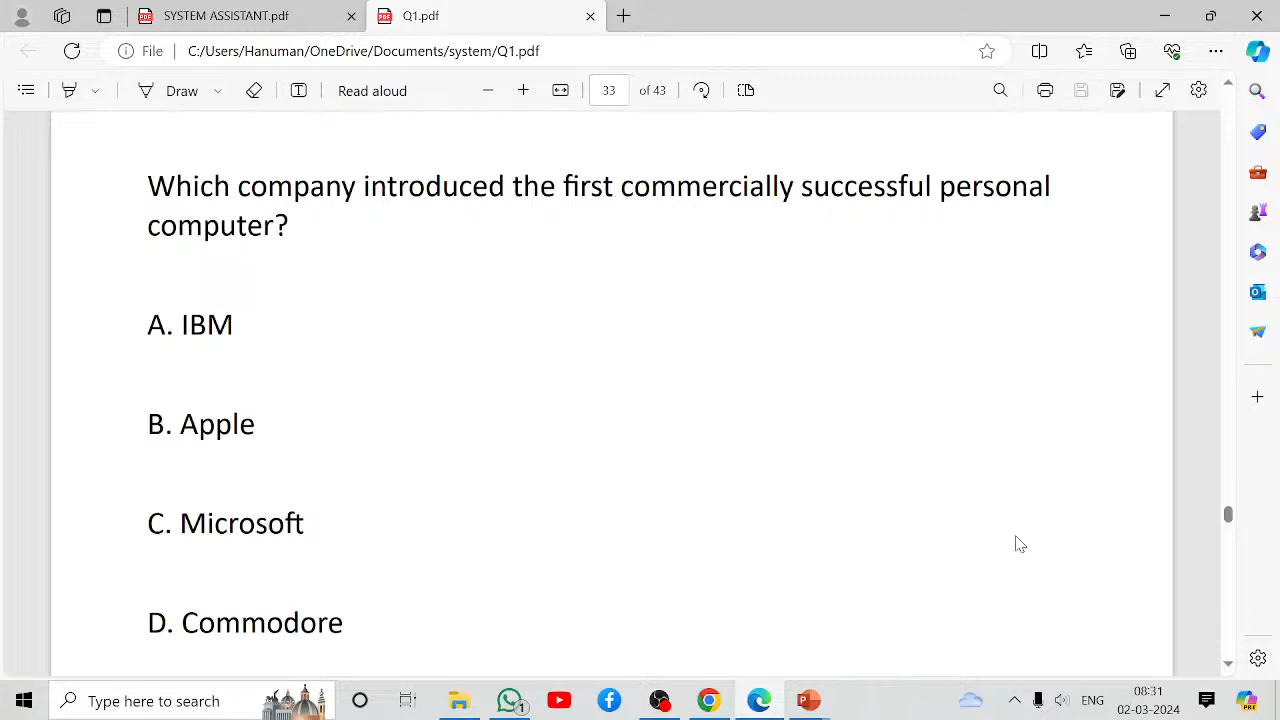 SYSTEM ASSISTANT.pdf
Q1.pdf
File
C:/Users/Hanuman/OneDrive/Documents/system/Q1.pdf
Draw
Read aloud
33 of 43
Which company introduced the first commercially successful personal
computer?
A. IBM
B. Apple
C. Microsoft
D. Commodore
Type here to search
1
ENG
02-03-2024